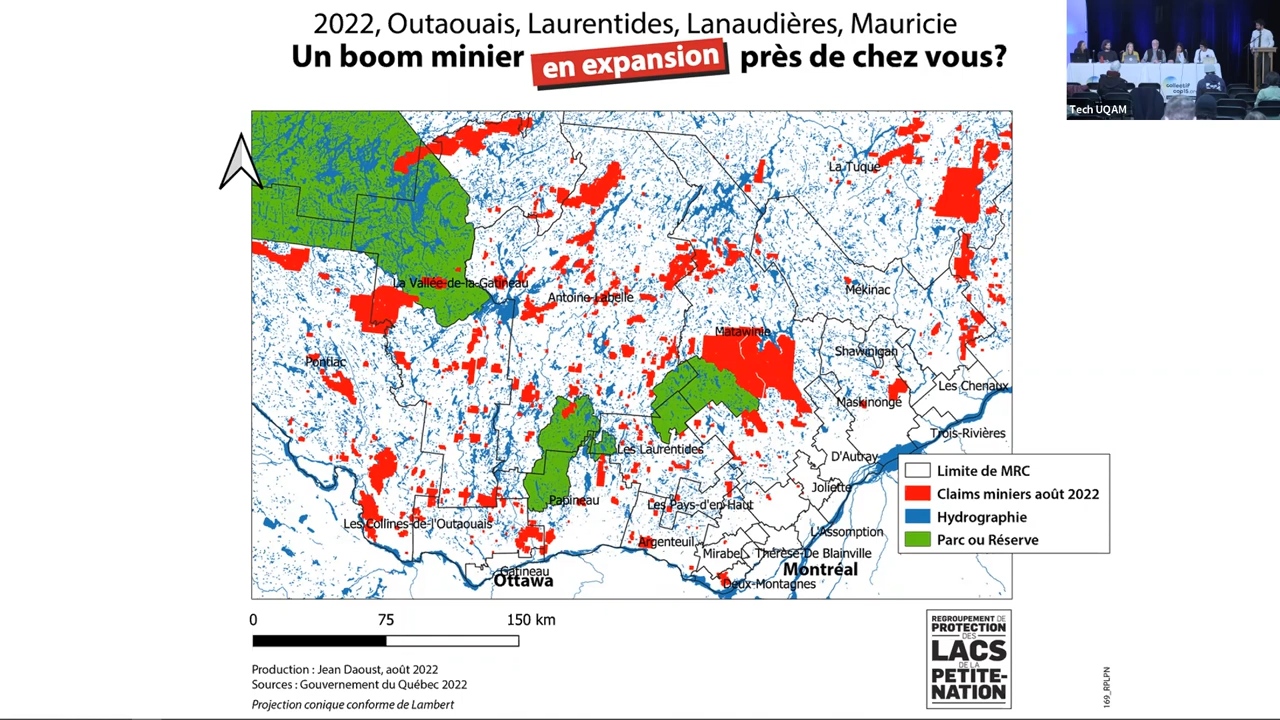 2022, Outaouais, Laurentides, Lanaudières, Mauricie
Un boom minier en expansion près de chez vous?
Tech UQAM
collectif
La Tuque
La Vallée-de-la-Gatineau
Antoine-Labelle
Mékinac
Matawinie
Shawinigan
Pontiac
Les Chenaux
Maskinongé
Trois-Rivières
Les Laurentides
D'Autray
Limite de MRC
Joliette
Claims miniers août 2022
Papineau
Les Pays-d'en-Haut
Hydrographie
Les Collines-de-l'Outaouais
L'Assomption
Parc ou Réserve
Argenteuil
Mirabel
Thérèse-De Blainville
Montréal
Gatineau
Ottawa
Deux-Montagnes
0 75 150 km
REGROUPEMENT DE
PROTECTION
DES
LACS
DE LA
PETITE-
NATION
169_RPLPN
Production : Jean Daoust, août 2022
Sources : Gouvernement du Québec 2022
Projection conique conforme de Lambert